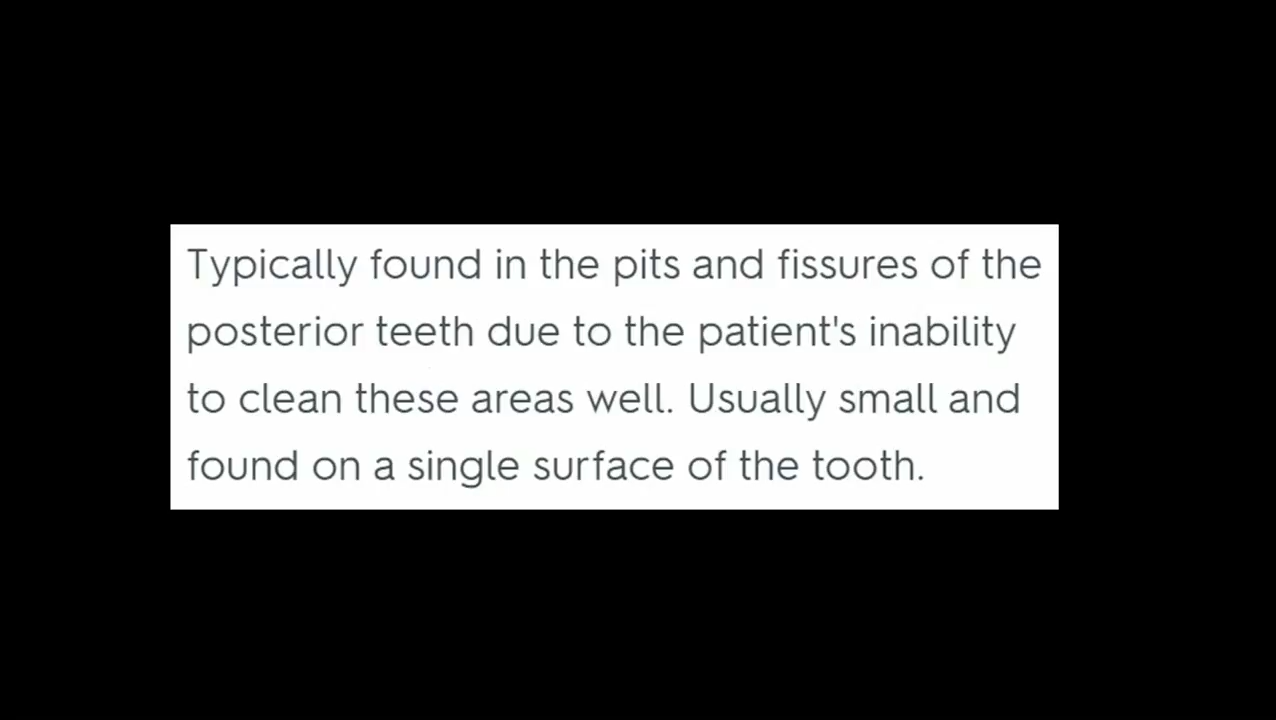 Typically found in the pits and fissures of the
posterior teeth due to the patient's inability
to clean these areas well. Usually small and
found on a single surface of the tooth.